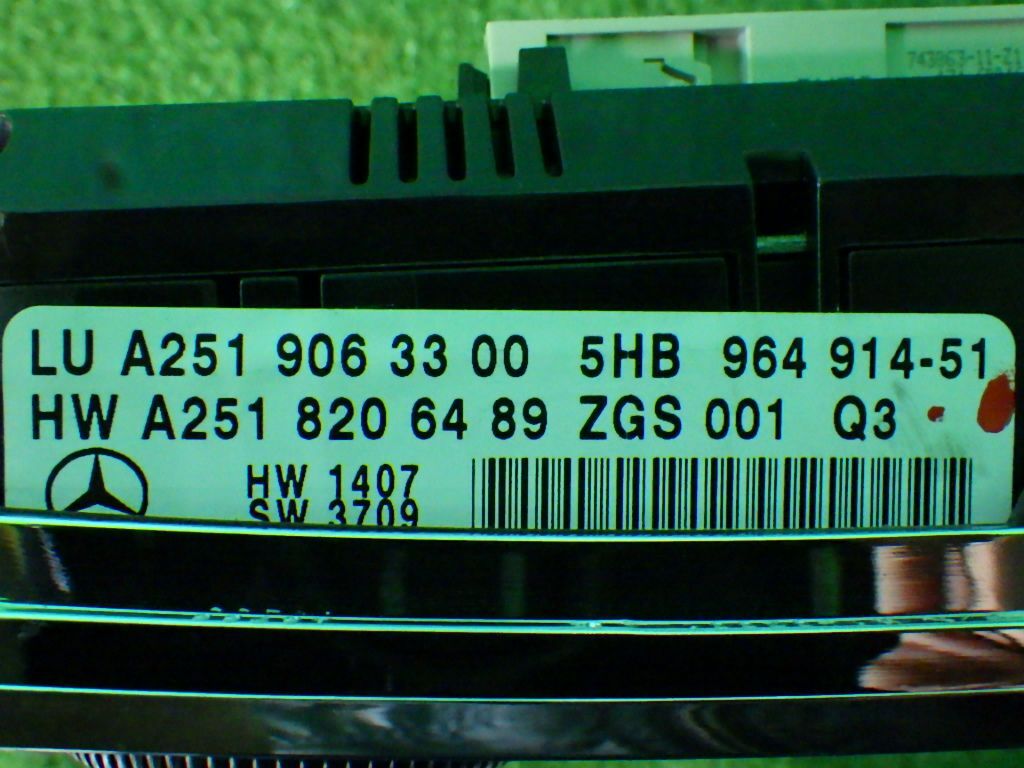 743863-11-Z1
LU A251 906 33 00 5HB 964 914-51
HW A251 820 64 89 ZGS 001 Q3
HW 1407
SW 3709